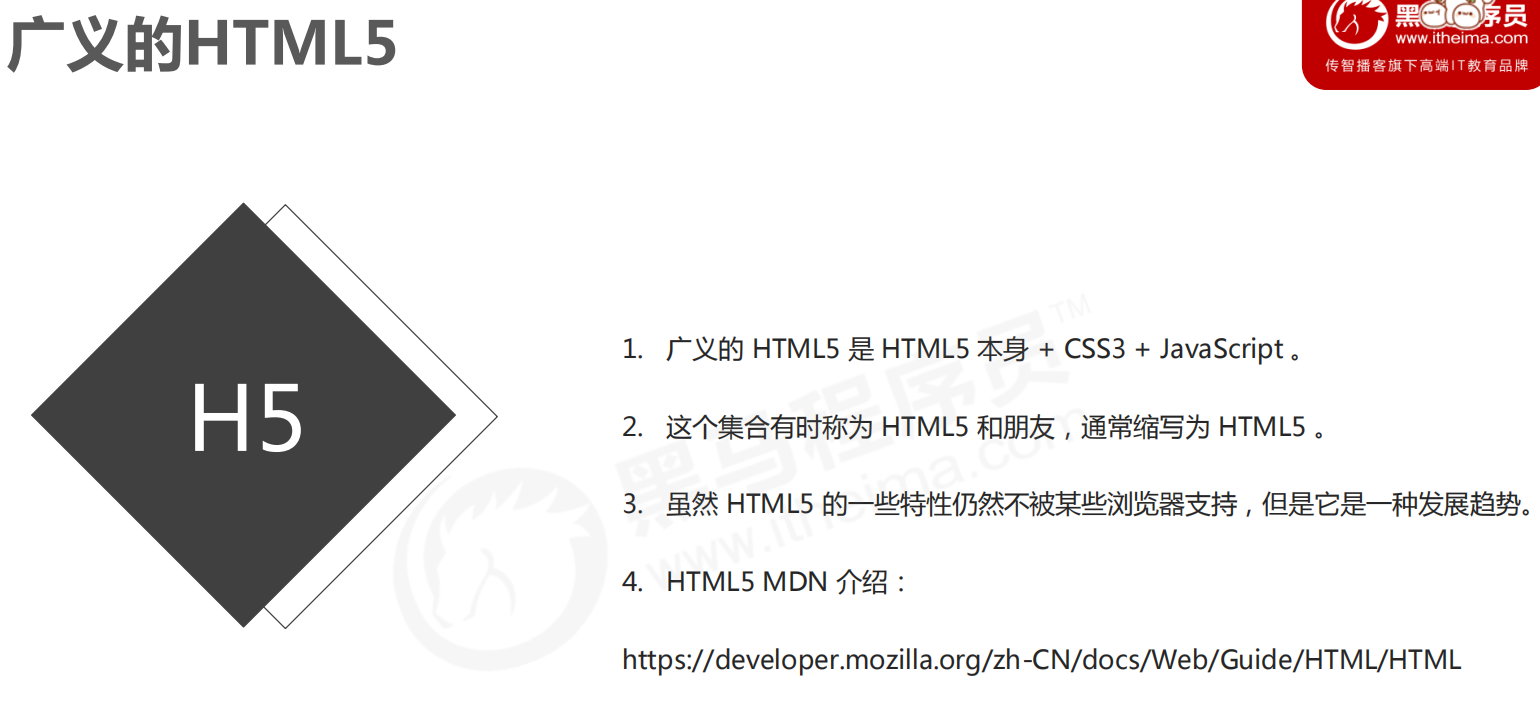 广义的HTML5
黑 序员
www.itheima.com
传智播客旗下高端IT教育品牌
H5
1. 广义的 HTML5 是 HTML5 本身 + CSS3 + JavaScript 。
2. 这个集合有时称为 HTML5 和朋友，通常缩写为 HTML5 。
3. 虽然 HTML5 的一些特性仍然不被某些浏览器支持，但是它是一种发展趋势。
4. HTML5 MDN 介绍：
https://developer.mozilla.org/zh-CN/docs/Web/Guide/HTML/HTML
黑马程序员™
www.itheima.com